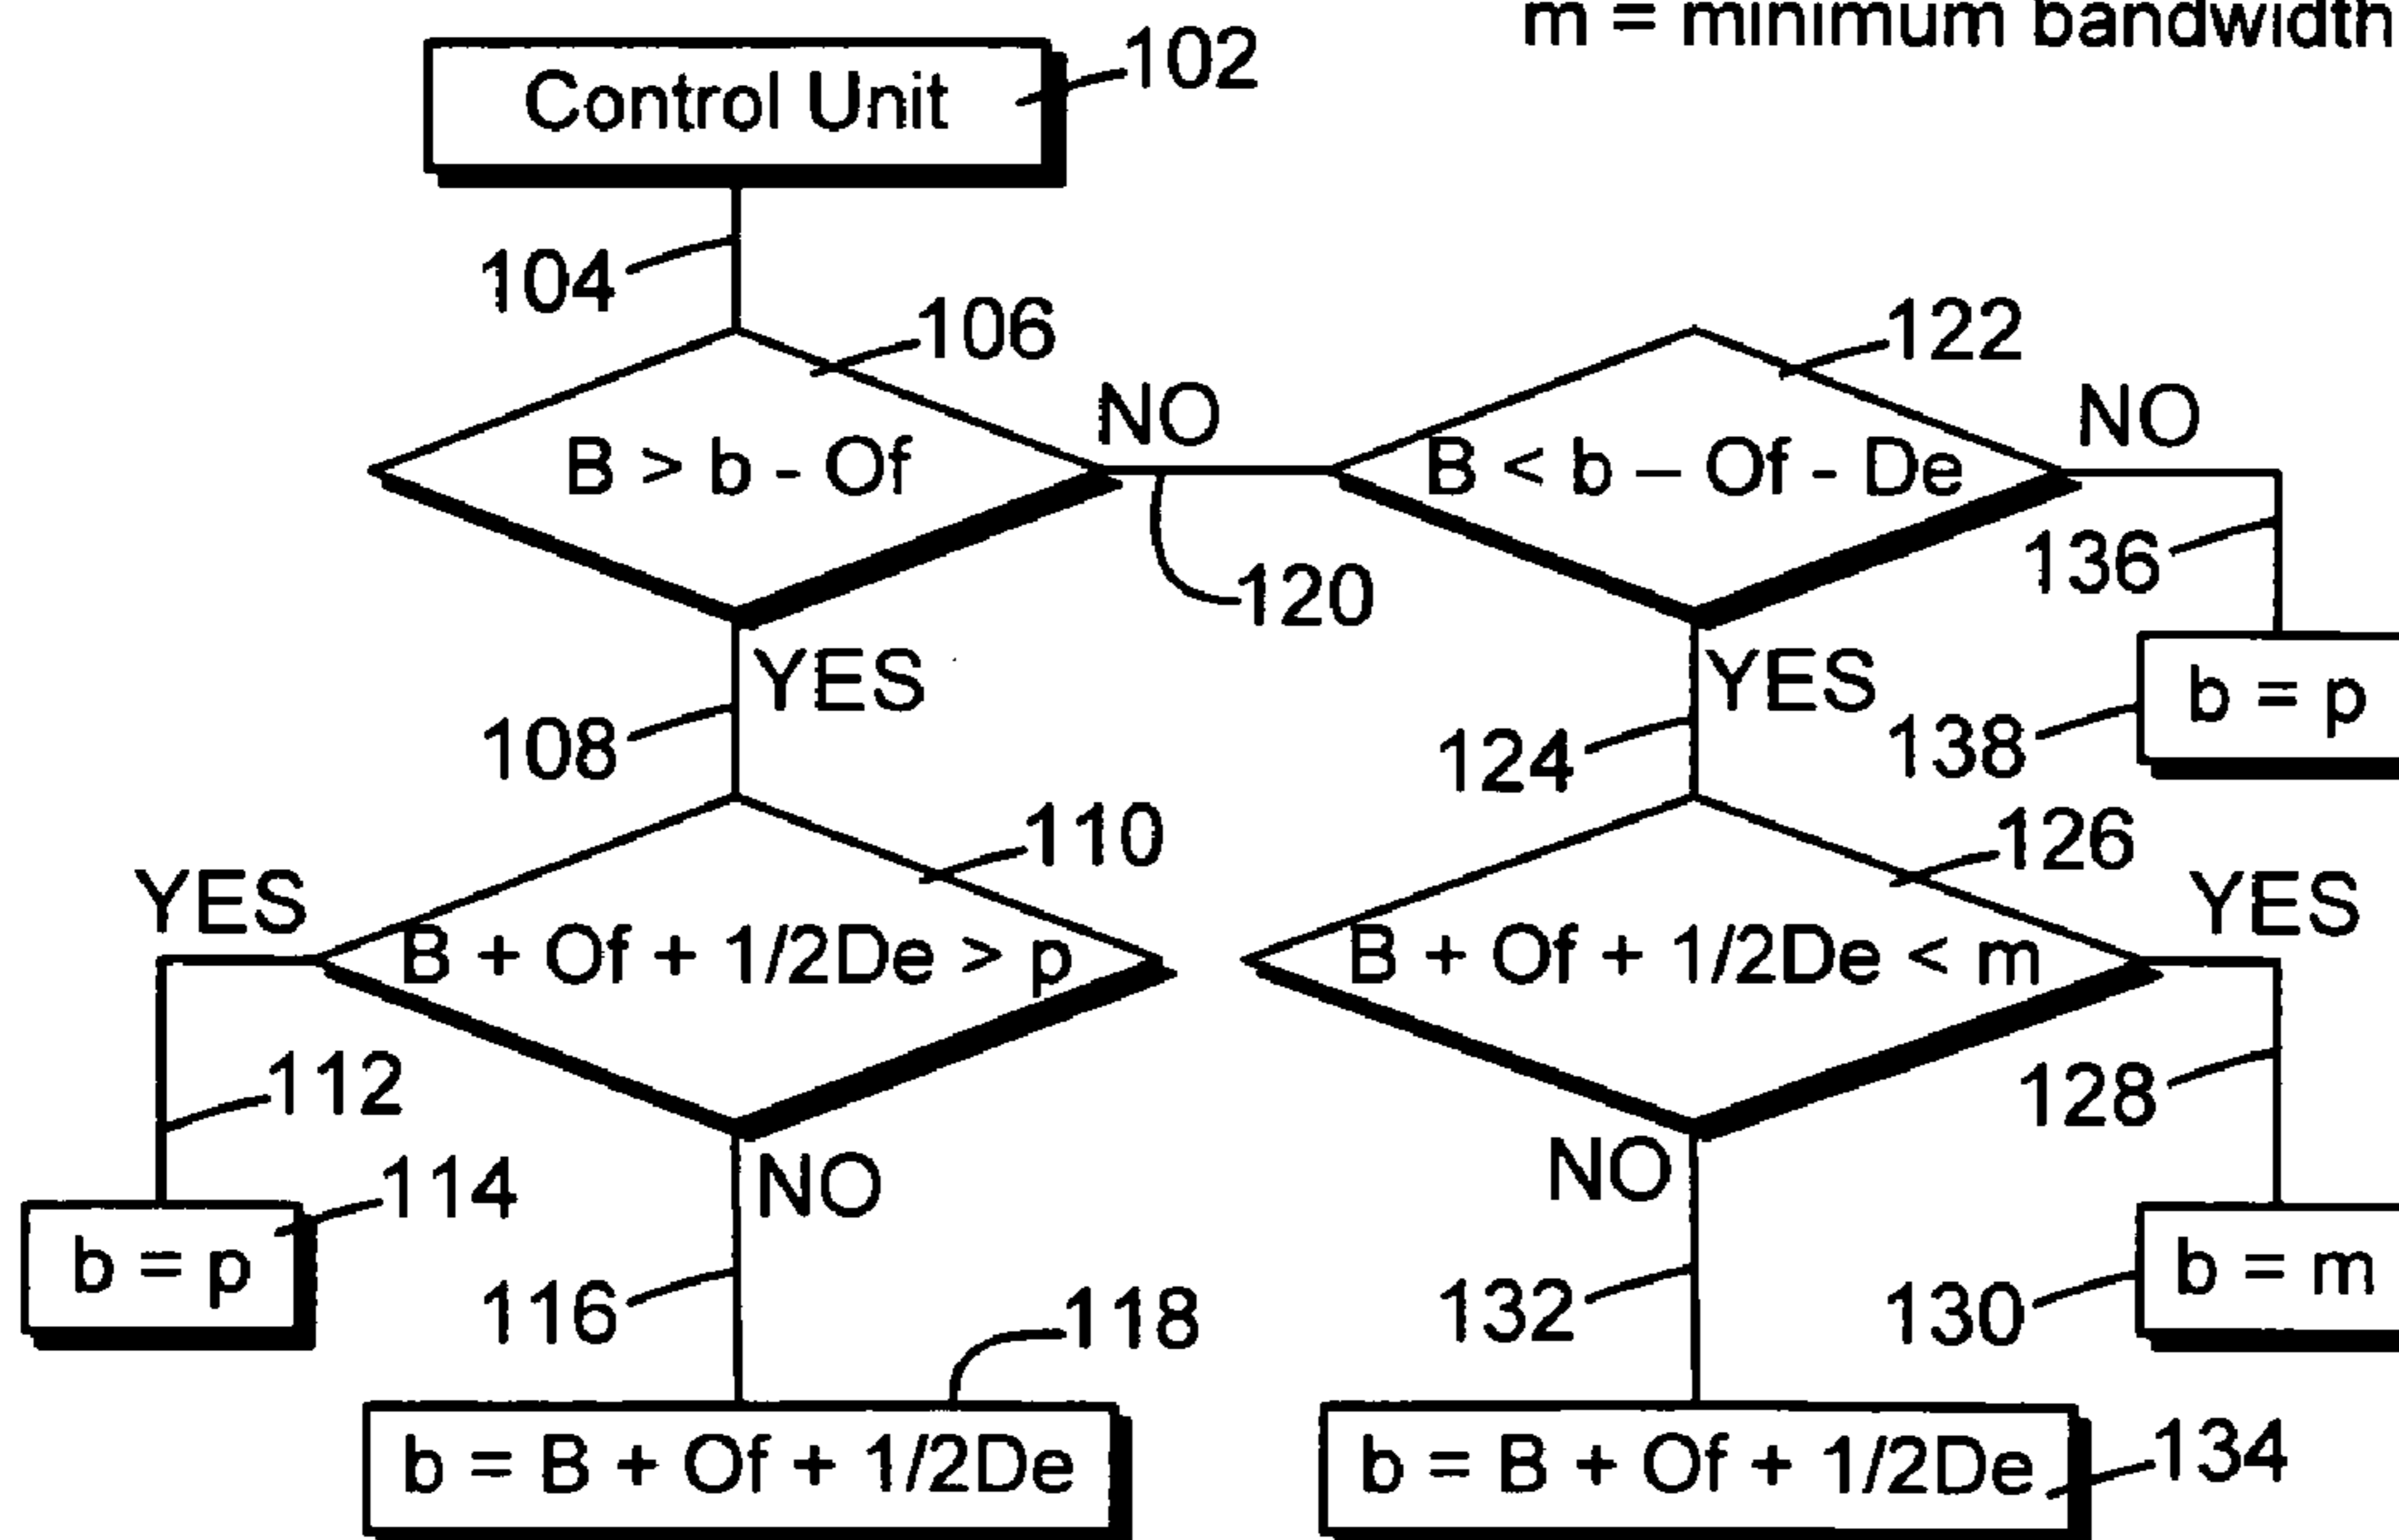 m = minimum bandwidth
Control Unit
102
104
106
122
B > b - Of
NO
B < b – Of - De
NO
136
120
YES
YES
b = p
108
124
138
110
126
YES
B + Of + 1/2De > p
B + Of + 1/2De < m
YES
112
128
114
NO
NO
b = p
b = m
116
118
132
130
b = B + Of + 1/2De
b = B + Of + 1/2De
134